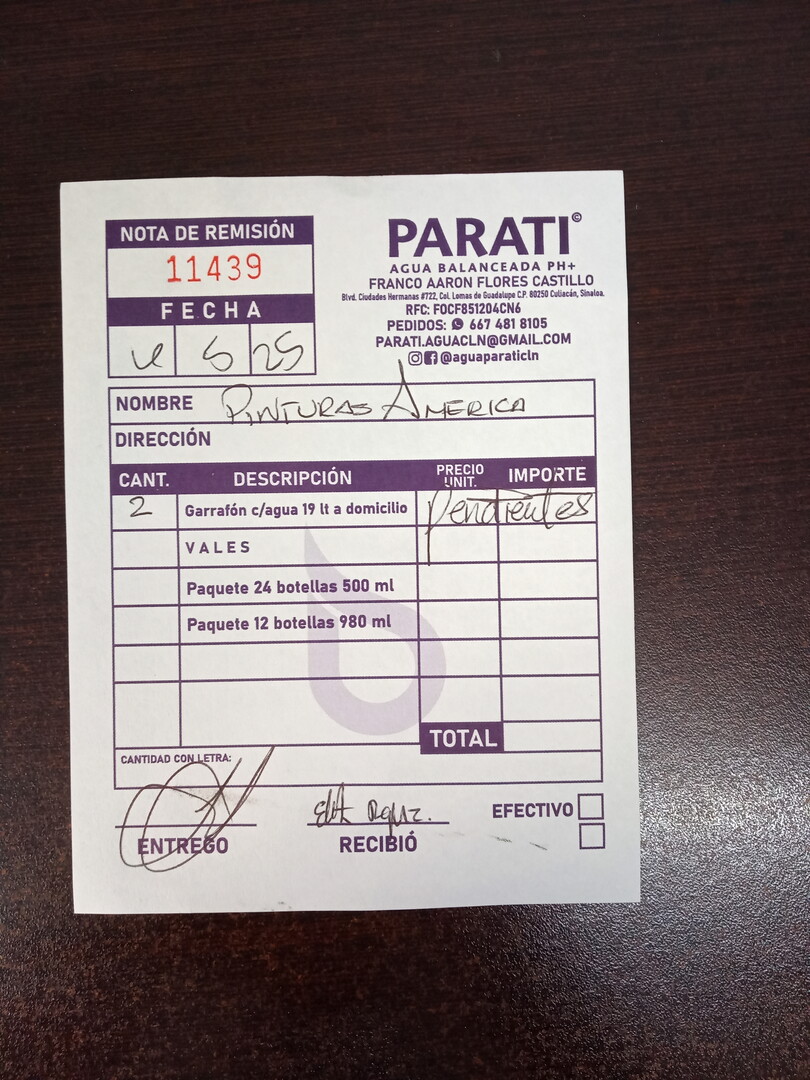 NOTA DE REMISIÓN
11439
FECHA
5 25
PARATI©
AGUA BALANCEADA PH+
FRANCO AARON FLORES CASTILLO
Blvd. Ciudades Hermanas #722, Col. Lomas de Guadalupe C.P. 80250 Culiacán, Sinaloa.
RFC: FOCF851204CN6
PEDIDOS: 667 481 8105
PARATI.AGUACLN@GMAIL.COM
@aguaparaticln
NOMBRE PINTURAS AMERICA
DIRECCIÓN
CANT. DESCRIPCIÓN PRECIO UNIT. IMPORTE
2 Garrafón c/agua 19 lt a domicilio Pendientes
VALES
Paquete 24 botellas 500 ml
Paquete 12 botellas 980 ml
TOTAL
CANTIDAD CON LETRA:
ENTREGO
RECIBIÓ
EFECTIVO